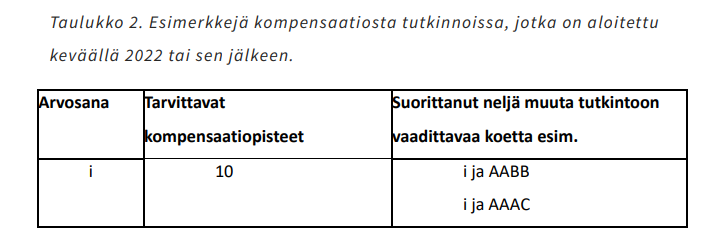 Taulukko 2. Esimerkkejä kompensaatiosta tutkinnoissa, jotka on aloitettu
keväällä 2022 tai sen jälkeen.
Arvosana
Tarvittavat
kompensaatiopisteet
Suorittanut neljä muuta tutkintoon
vaadittavaa koetta esim.
i
10
i ja AABB
i ja AAAC